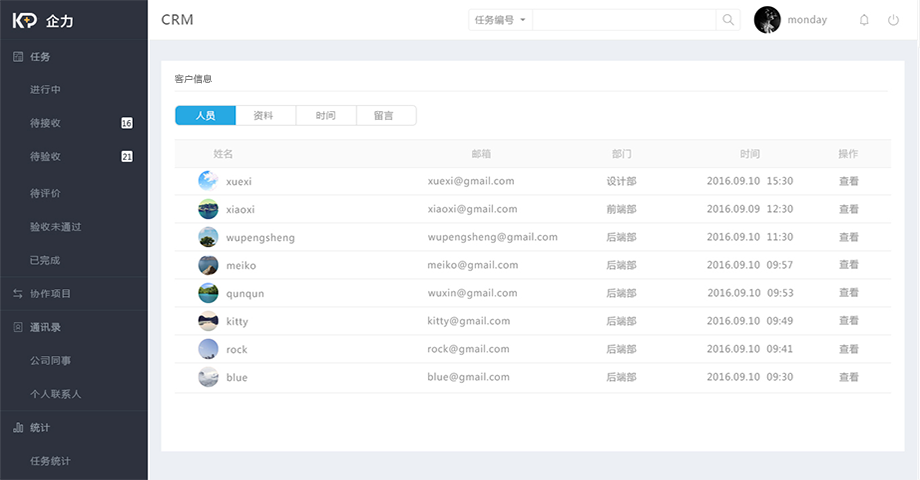 KP 企力
CRM
任务编号
monday
任务
进行中
待接收 16
待验收 21
待评价
验收未通过
已完成
协作项目
通讯录
公司同事
个人联系人
统计
任务统计
客户信息
人员 资料 时间 留言
姓名 邮箱 部门 时间 操作
xuexi xuexi@gmail.com 设计部 2016.09.10 15:30 查看
xiaoxi xiaoxi@gmail.com 前端部 2016.09.09 12:30 查看
wupengsheng wupengsheng@gmail.com 后端部 2016.09.10 11:30 查看
meiko meiko@gmail.com 后端部 2016.09.10 09:57 查看
qunqun wuxin@gmail.com 后端部 2016.09.10 09:53 查看
kitty kitty@gmail.com 后端部 2016.09.10 09:49 查看
rock rock@gmail.com 后端部 2016.09.10 09:41 查看
blue blue@gmail.com 后端部 2016.09.10 09:30 查看